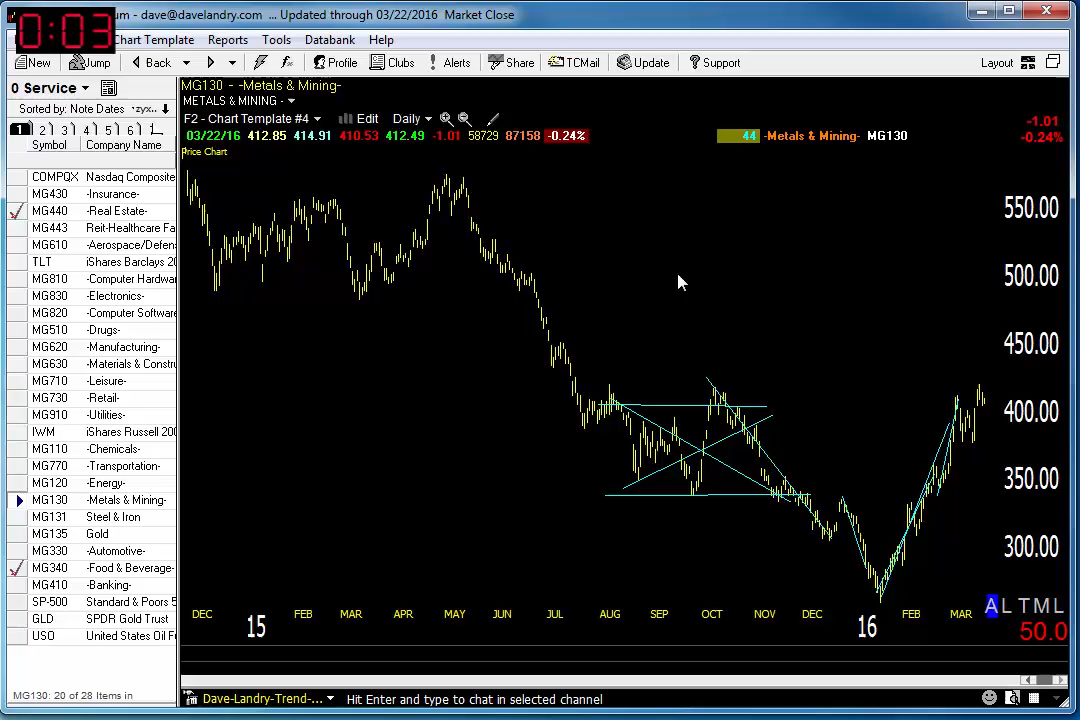 0:03
um - dave@davelandry.com ... Updated through 03/22/2016 Market Close
Chart Template Reports Tools Databank Help
New Jump Back Profile Clubs Alerts Share TCMail Update Support Layout
0 Service
Sorted by: Note Dates zyx..
1 2 3 4 5 6
Symbol Company Name
COMPQX Nasdaq Composite
MG430 -Insurance-
MG440 -Real Estate-
MG443 Reit-Healthcare Fa
MG610 -Aerospace/Defen
TLT iShares Barclays 20
MG810 -Computer Hardwa
MG830 -Electronics-
MG820 -Computer Software
MG510 -Drugs-
MG620 -Manufacturing-
MG630 -Materials & Constru
MG710 -Leisure-
MG730 -Retail-
MG910 -Utilities-
IWM iShares Russell 200
MG110 -Chemicals-
MG770 -Transportation-
MG120 -Energy-
MG130 -Metals & Mining-
MG131 Steel & Iron
MG135 Gold
MG330 -Automotive-
MG340 -Food & Beverage-
MG410 -Banking-
SP-500 Standard & Poors 5
GLD SPDR Gold Trust
USO United States Oil Fu
MG130: 20 of 28 Items in
MG130 - -Metals & Mining-
METALS & MINING -
F2 - Chart Template #4 Edit Daily
03/22/16 412.85 414.91 410.53 412.49 -1.01 58729 87158 -0.24%
44 -Metals & Mining- MG130
-1.01
-0.24%
Price Chart
550.00
500.00
450.00
400.00
350.00
300.00
DEC FEB MAR APR MAY JUN JUL AUG SEP OCT NOV DEC FEB MAR
15 16
A L T M L
50.0
Dave-Landry-Trend-... Hit Enter and type to chat in selected channel